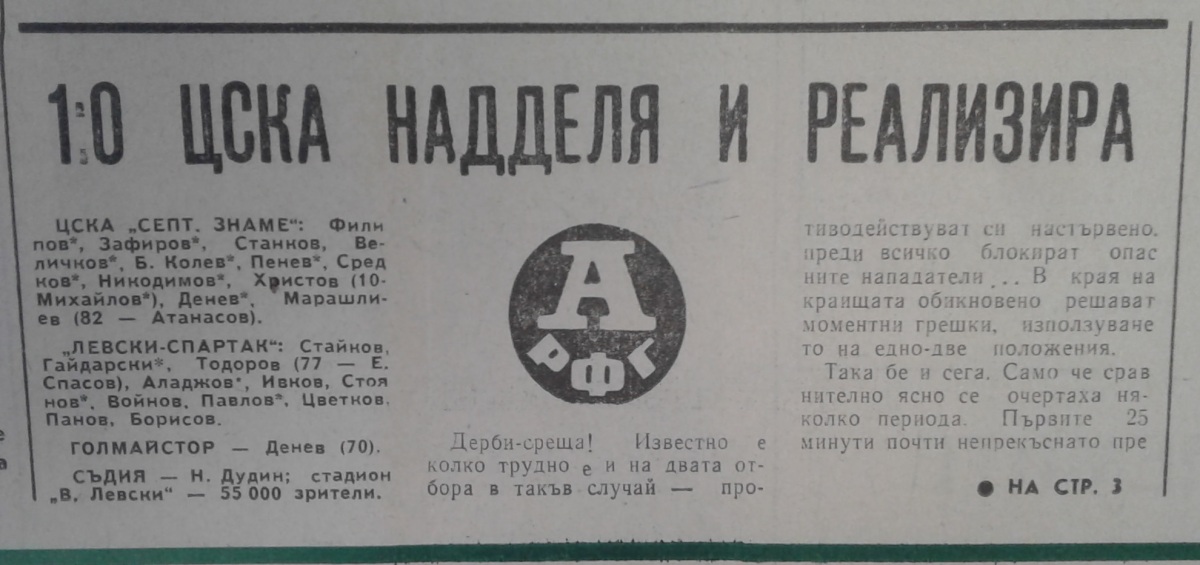 1:0 ЦСКА НАДДЕЛЯ И РЕАЛИЗИРА
ЦСКА „СЕПТ. ЗНАМЕ“: Фили
пов*, Зафиров*, Станков, Ве-
личков*, Б. Колев*, Пенев*, Сред
ков*, Никодимов*, Христов (10-
Михайлов*), Денев*, Марашли-
ев (82 — Атанасов).
„ЛЕВСКИ-СПАРТАК“: Стайков,
Гайдарски*, Тодоров (77 — Е.
Спасов), Аладжов*, Ивков, Стоя
нов*, Войнов, Павлов*, Цветков,
Панов, Борисов.
ГОЛМАЙСТОР — Денев (70).
СЪДИЯ — Н. Дудин; стадион
„В. Левски“ — 55 000 зрители.
А
РФГ
Дерби-среща! Известно е
колко трудно е и на двата от-
бора в такъв случай — про-
тиводействуват си настървено,
преди всичко блокират опас
ните нападатели... В края на
краищата обикновено решават
моментни грешки, използуване
то на едно-две положения.
Така бе и сега. Само че срав
нително ясно се очертаха ня-
колко периода. Първите 25
минути почти непрекъснато пре
● НА СТР. 3
е
а